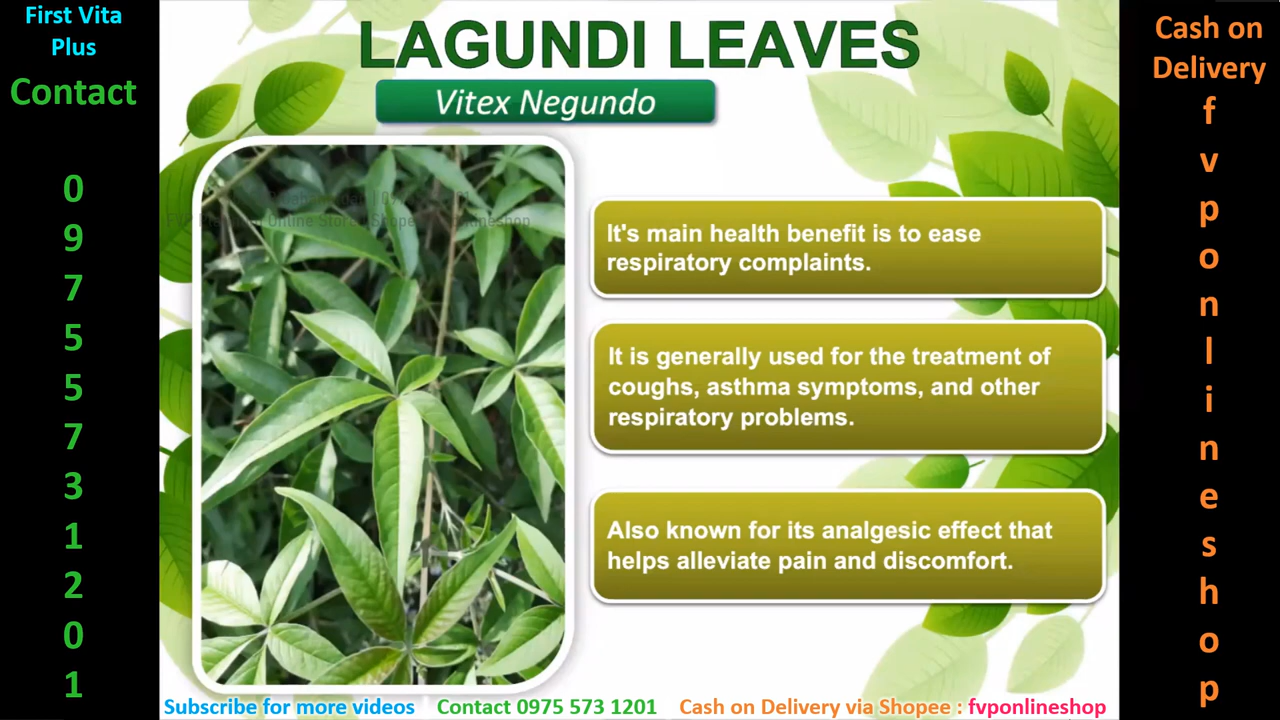 First Vita
Plus
Contact
0
9
7
5
5
7
3
1
2
0
1
LAGUNDI LEAVES
Vitex Negundo
Online Store
It's main health benefit is to ease
respiratory complaints.
It is generally used for the treatment of
coughs, asthma symptoms, and other
respiratory problems.
Also known for its analgesic effect that
helps alleviate pain and discomfort.
Subscribe for more videos Contact 0975 573 1201 Cash on Delivery via Shopee : fvponlineshop
Cash on
Delivery
f
v
p
o
n
l
i
n
e
s
h
o
p